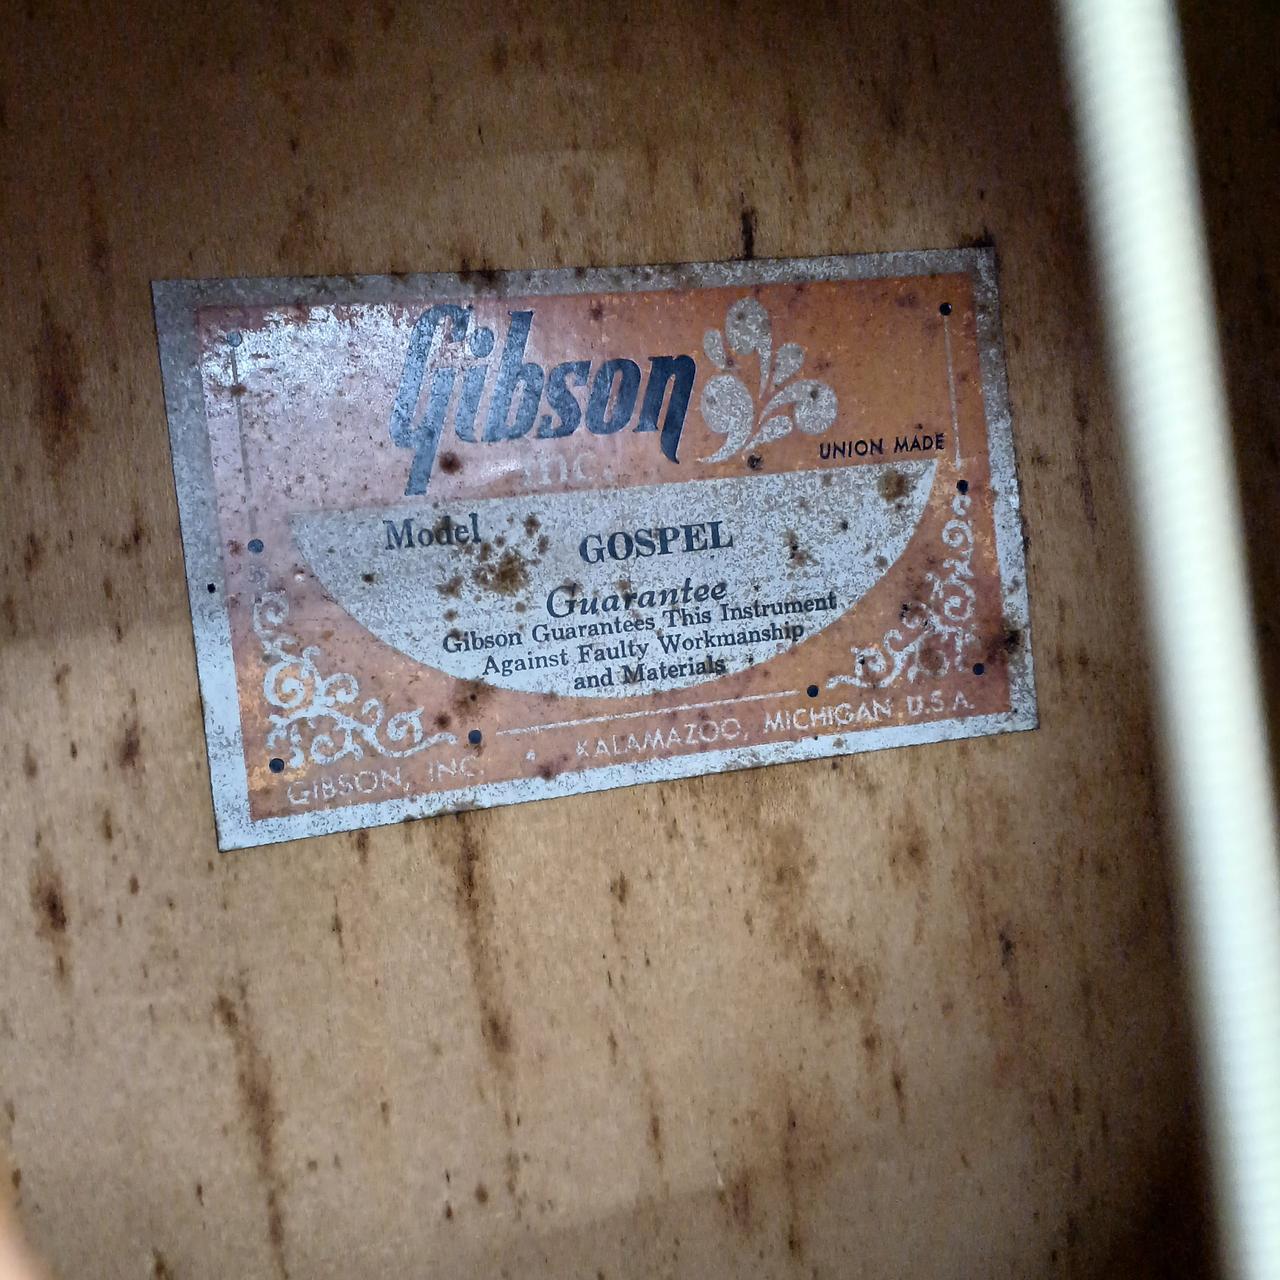 Gibson
INC.
UNION MADE
Model GOSPEL
Guarantee
Gibson Guarantees This Instrument
Against Faulty Workmanship
and Materials
GIBSON, INC. • KALAMAZOO, MICHIGAN U.S.A.